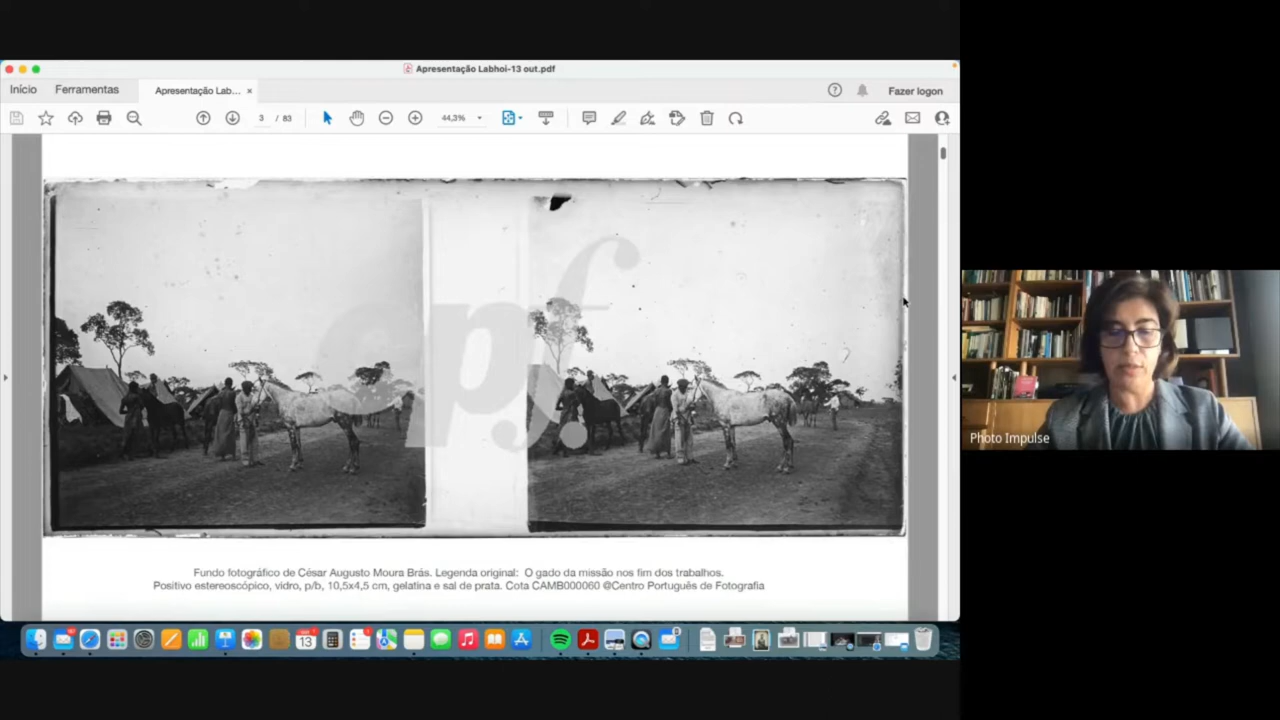 Apresentação Labhoi-13 out.pdf
Início Ferramentas Apresentação Lab... × Fazer logon
3 / 83 44,3%
cpf.
Photo Impulse
Fundo fotográfico de César Augusto Moura Brás. Legenda original: O gado da missão nos fim dos trabalhos.
Positivo estereoscópico, vidro, p/b, 10,5x4,5 cm, gelatina e sal de prata. Cota CAMB000060 @Centro Português de Fotografia
13